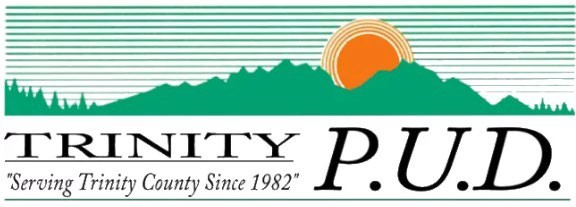 TRINITY
P.U.D.
"Serving Trinity County Since 1982"